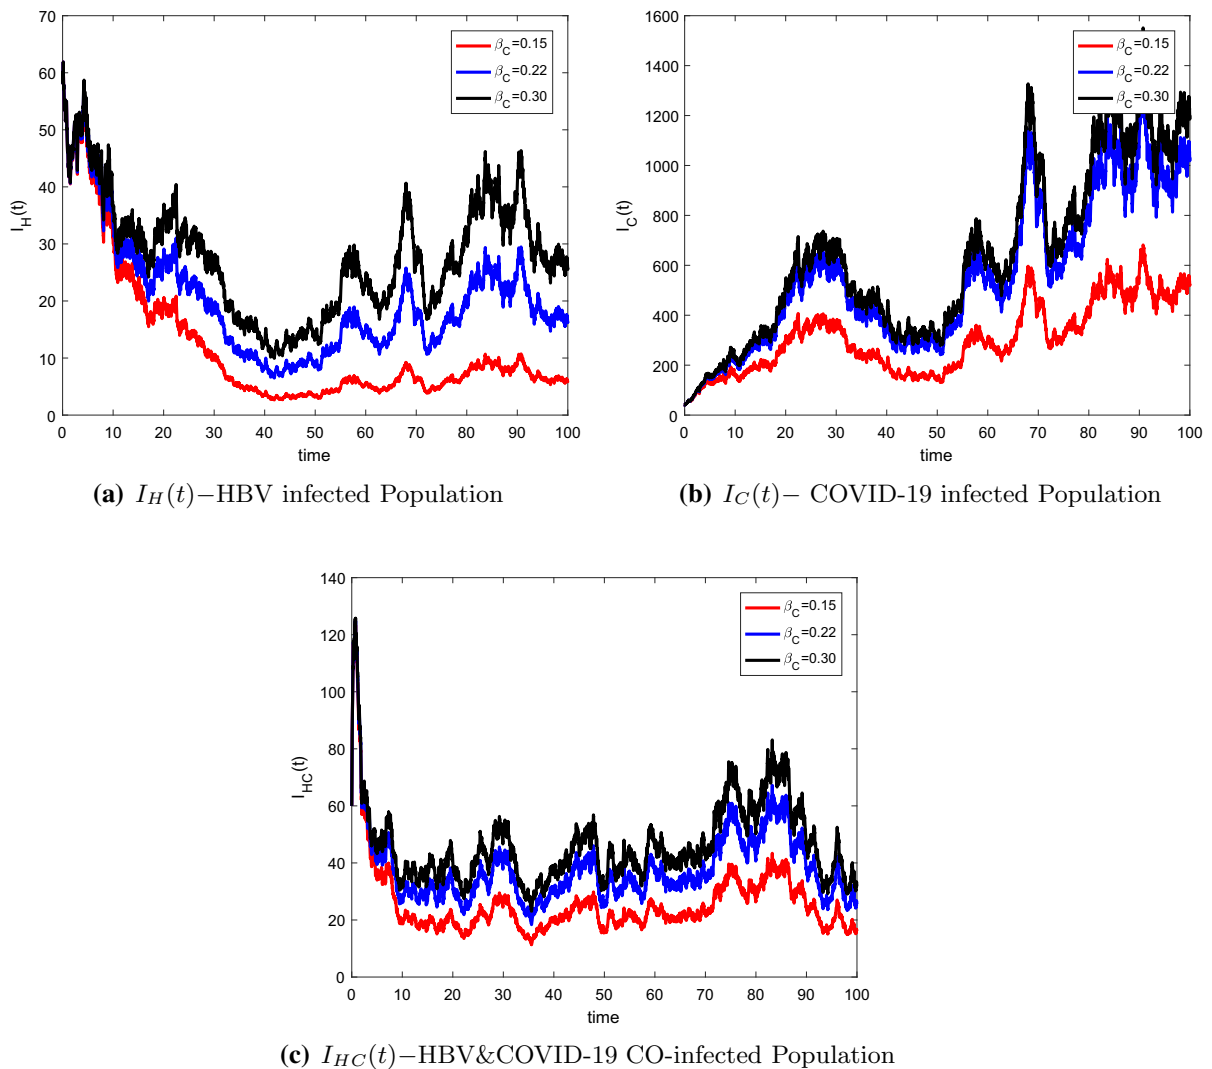 70
60
50
40
30
20
10
0
I_H(t)
0 10 20 30 40 50 60 70 80 90 100
time
β_C=0.15
β_C=0.22
β_C=0.30
(a) I_H(t)−HBV infected Population
1600
1400
1200
1000
800
600
400
200
0
I_C(t)
0 10 20 30 40 50 60 70 80 90 100
time
β_C=0.15
β_C=0.22
β_C=0.30
(b) I_C(t)− COVID-19 infected Population
140
120
100
80
60
40
20
0
I_HC(t)
0 10 20 30 40 50 60 70 80 90 100
time
β_C=0.15
β_C=0.22
β_C=0.30
(c) I_HC(t)−HBV&COVID-19 CO-infected Population